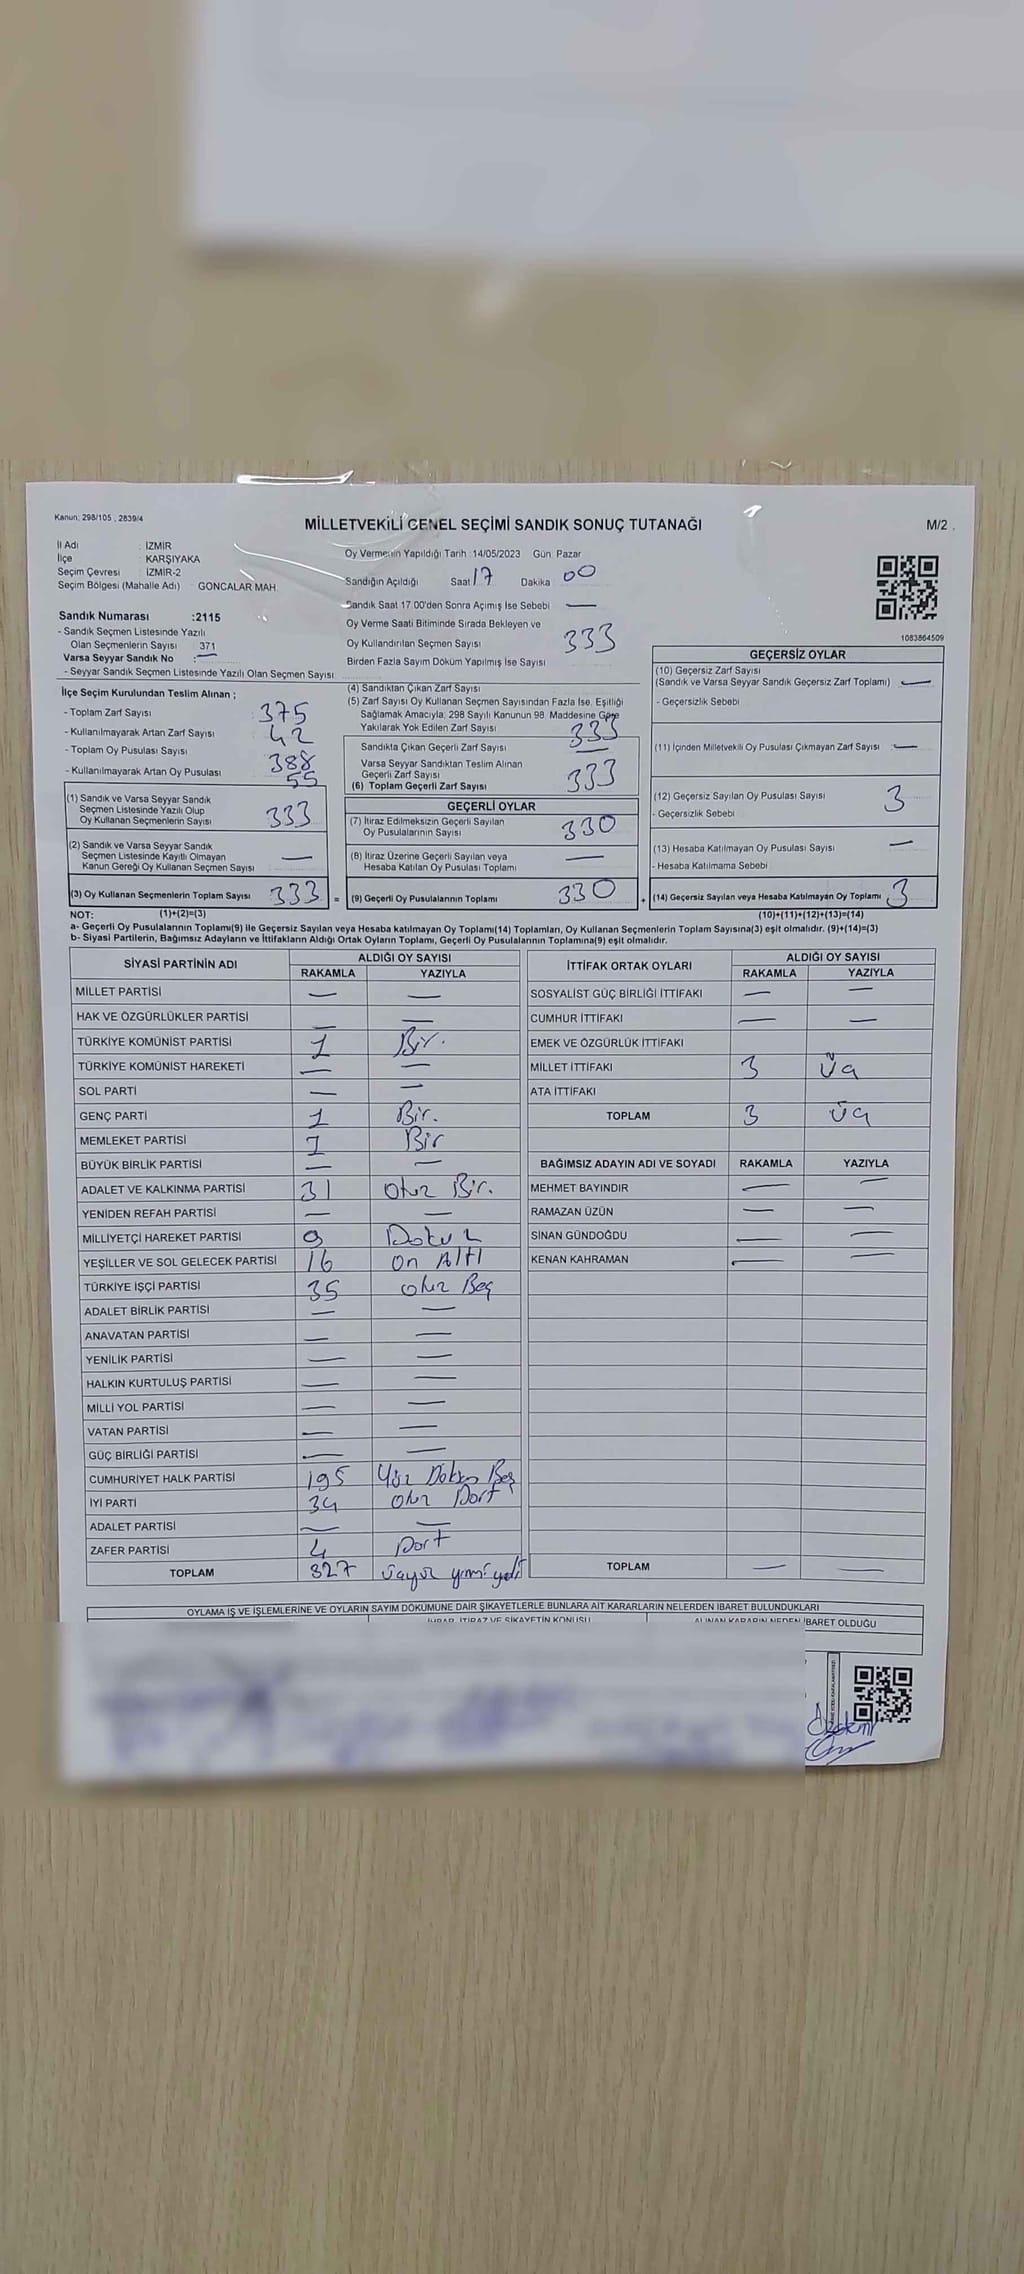 Kanun: 298/105 , 2839/4
MİLLETVEKİLİ GENEL SEÇİMİ SANDIK SONUÇ TUTANAĞI
M/2
İl Adı : İZMİR
İlçe : KARŞIYAKA
Seçim Çevresi : İZMİR-2
Seçim Bölgesi (Mahalle Adı) : GONCALAR MAH
Sandık Numarası :2115
- Sandık Seçmen Listesinde Yazılı
Olan Seçmenlerin Sayısı : 371
Varsa Seyyar Sandık No : —
- Seyyar Sandık Seçmen Listesinde Yazılı Olan Seçmen Sayısı
Oy Vermenin Yapıldığı Tarih :14/05/2023 Gün: Pazar
Sandığın Açıldığı Saat 17 Dakika 00
Sandık Saat 17.00'den Sonra Açımış İse Sebebi —
Oy Verme Saati Bitiminde Sırada Bekleyen ve
Oy Kullandırılan Seçmen Sayısı 333
Birden Fazla Sayım Döküm Yapılmış İse Sayısı
1083864509
İlçe Seçim Kurulundan Teslim Alınan ;
- Toplam Zarf Sayısı 375
- Kullanılmayarak Artan Zarf Sayısı 42
- Toplam Oy Pusulası Sayısı 388
- Kullanılmayarak Artan Oy Pusulası 55
(1) Sandık ve Varsa Seyyar Sandık
Seçmen Listesinde Yazılı Olup
Oy Kullanan Seçmenlerin Sayısı 333
(2) Sandık ve Varsa Seyyar Sandık
Seçmen Listesinde Kayıtlı Olmayan
Kanun Gereği Oy Kullanan Seçmen Sayısı —
(3) Oy Kullanan Seçmenlerin Toplam Sayısı 333 =
(4) Sandıktan Çıkan Zarf Sayısı
(5) Zarf Sayısı Oy Kullanan Seçmen Sayısından Fazla İse, Eşitliği
Sağlamak Amacıyla; 298 Sayılı Kanunun 98. Maddesine Göre
Yakılarak Yok Edilen Zarf Sayısı 333
Sandıkta Çıkan Geçerli Zarf Sayısı —
Varsa Seyyar Sandıktan Teslim Alınan
Geçerli Zarf Sayısı
(6) Toplam Geçerli Zarf Sayısı 333
GEÇERLİ OYLAR
(7) İtiraz Edilmeksizin Geçerli Sayılan
Oy Pusulalarının Sayısı 330
(8) İtiraz Üzerine Geçerli Sayılan veya
Hesaba Katılan Oy Pusulası Toplamı —
(9) Geçerli Oy Pusulalarının Toplamı 330 +
GEÇERSİZ OYLAR
(10) Geçersiz Zarf Sayısı
(Sandık ve Varsa Seyyar Sandık Geçersiz Zarf Toplamı) —
- Geçersizlik Sebebi
(11) İçinden Milletvekili Oy Pusulası Çıkmayan Zarf Sayısı —
(12) Geçersiz Sayılan Oy Pusulası Sayısı 3
- Geçersizlik Sebebi
(13) Hesaba Katılmayan Oy Pusulası Sayısı —
- Hesaba Katılmama Sebebi
(14) Geçersiz Sayılan veya Hesaba Katılmayan Oy Toplamı 3
NOT: (1)+(2)=(3) (10)+(11)+(12)+(13)=(14)
a- Geçerli Oy Pusulalarının Toplamı(9) ile Geçersiz Sayılan veya Hesaba katılmayan Oy Toplamı(14) Toplamları, Oy Kullanan Seçmenlerin Toplam Sayısına(3) eşit olmalıdır. (9)+(14)=(3)
b- Siyasi Partilerin, Bağımsız Adayların ve İttifakların Aldığı Ortak Oyların Toplamı, Geçerli Oy Pusulalarının Toplamına(9) eşit olmalıdır.
SİYASİ PARTİNİN ADI ALDIĞI OY SAYISI
RAKAMLA YAZIYLA
MİLLET PARTİSİ — —
HAK VE ÖZGÜRLÜKLER PARTİSİ — —
TÜRKİYE KOMÜNİST PARTİSİ 1 Bir.
TÜRKİYE KOMÜNİST HAREKETİ — —
SOL PARTİ — —
GENÇ PARTİ 1 Bir.
MEMLEKET PARTİSİ 1 Bir
BÜYÜK BİRLİK PARTİSİ — —
ADALET VE KALKINMA PARTİSİ 31 Otuz Bir.
YENİDEN REFAH PARTİSİ — —
MİLLİYETÇİ HAREKET PARTİSİ 9 Dokuz
YEŞİLLER VE SOL GELECEK PARTİSİ 16 On Altı
TÜRKİYE İŞÇİ PARTİSİ 35 Otuz Beş
ADALET BİRLİK PARTİSİ — —
ANAVATAN PARTİSİ — —
YENİLİK PARTİSİ — —
HALKIN KURTULUŞ PARTİSİ — —
MİLLİ YOL PARTİSİ — —
VATAN PARTİSİ — —
GÜÇ BİRLİĞİ PARTİSİ — —
CUMHURİYET HALK PARTİSİ 195 Yüz Doksan Beş
İYİ PARTİ 34 Otuz Dört
ADALET PARTİSİ — —
ZAFER PARTİSİ 4 Dört
TOPLAM 327 üçyüz yirmi yedi
İTTİFAK ORTAK OYLARI ALDIĞI OY SAYISI
RAKAMLA YAZIYLA
SOSYALİST GÜÇ BİRLİĞİ İTTİFAKI — —
CUMHUR İTTİFAKI — —
EMEK VE ÖZGÜRLÜK İTTİFAKI
MİLLET İTTİFAKI 3 Üç
ATA İTTİFAKI
TOPLAM 3 Üç
BAĞIMSIZ ADAYIN ADI VE SOYADI RAKAMLA YAZIYLA
MEHMET BAYINDIR — —
RAMAZAN ÜZÜN — —
SİNAN GÜNDOĞDU — —
KENAN KAHRAMAN — —
TOPLAM — —
OYLAMA İŞ VE İŞLEMLERİNE VE OYLARIN SAYIM DÖKÜMÜNE DAİR ŞİKAYETLERLE BUNLARA AİT KARARLARIN NELERDEN İBARET BULUNDUKLARI
İHBAR, İTİRAZ VE ŞİKAYETİN KONUSU ALINAN KARARIN NEDEN İBARET OLDUĞU